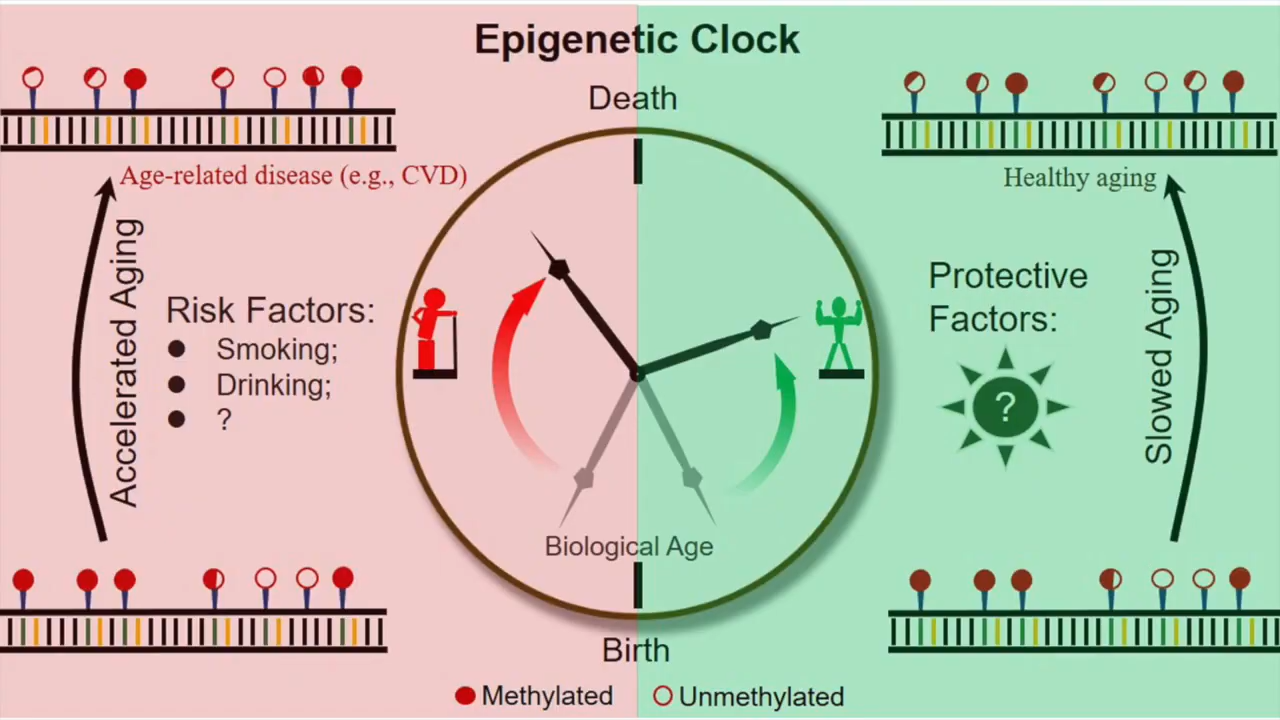 Epigenetic Clock
Death
Age-related disease (e.g., CVD)
Accelerated Aging
Risk Factors:
● Smoking;
● Drinking;
● ?
Biological Age
Birth
Healthy aging
Protective
Factors:
?
Slowed Aging
Methylated
Unmethylated